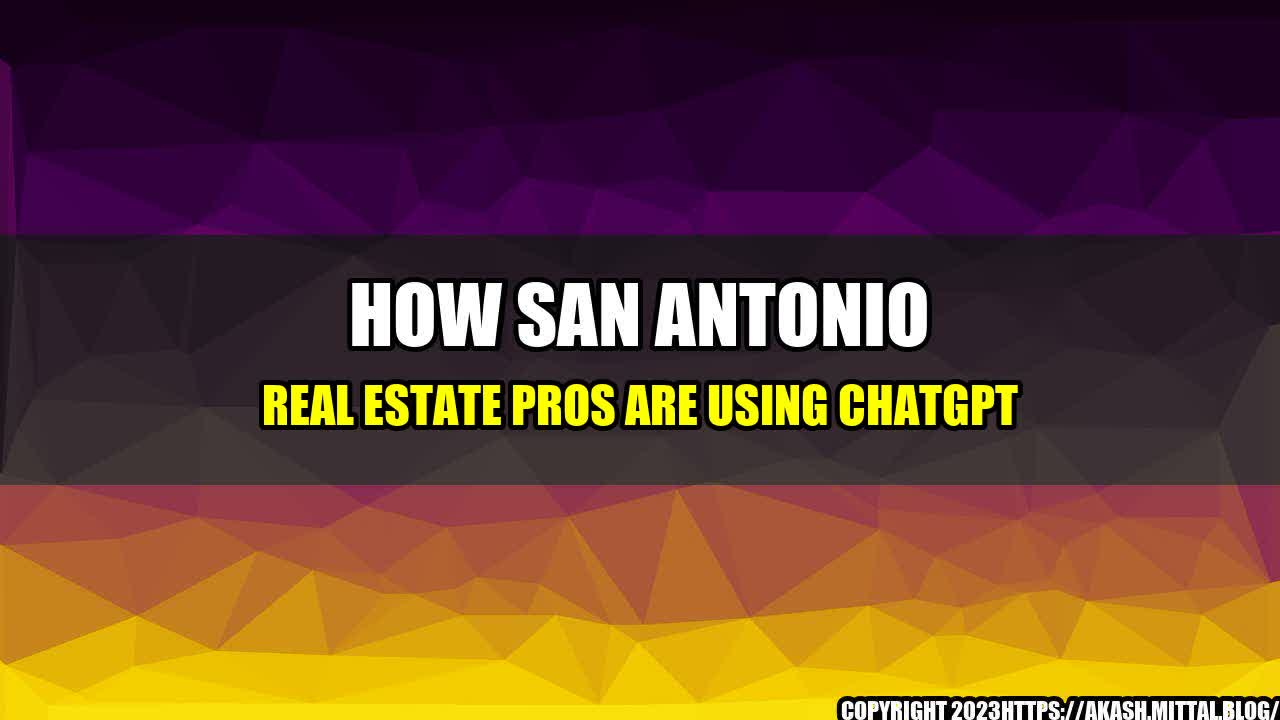 HOW SAN ANTONIO
REAL ESTATE PROS ARE USING CHATGPT
COPYRIGHT 2023HTTPS://AKASH.MITTAL.BLOG/